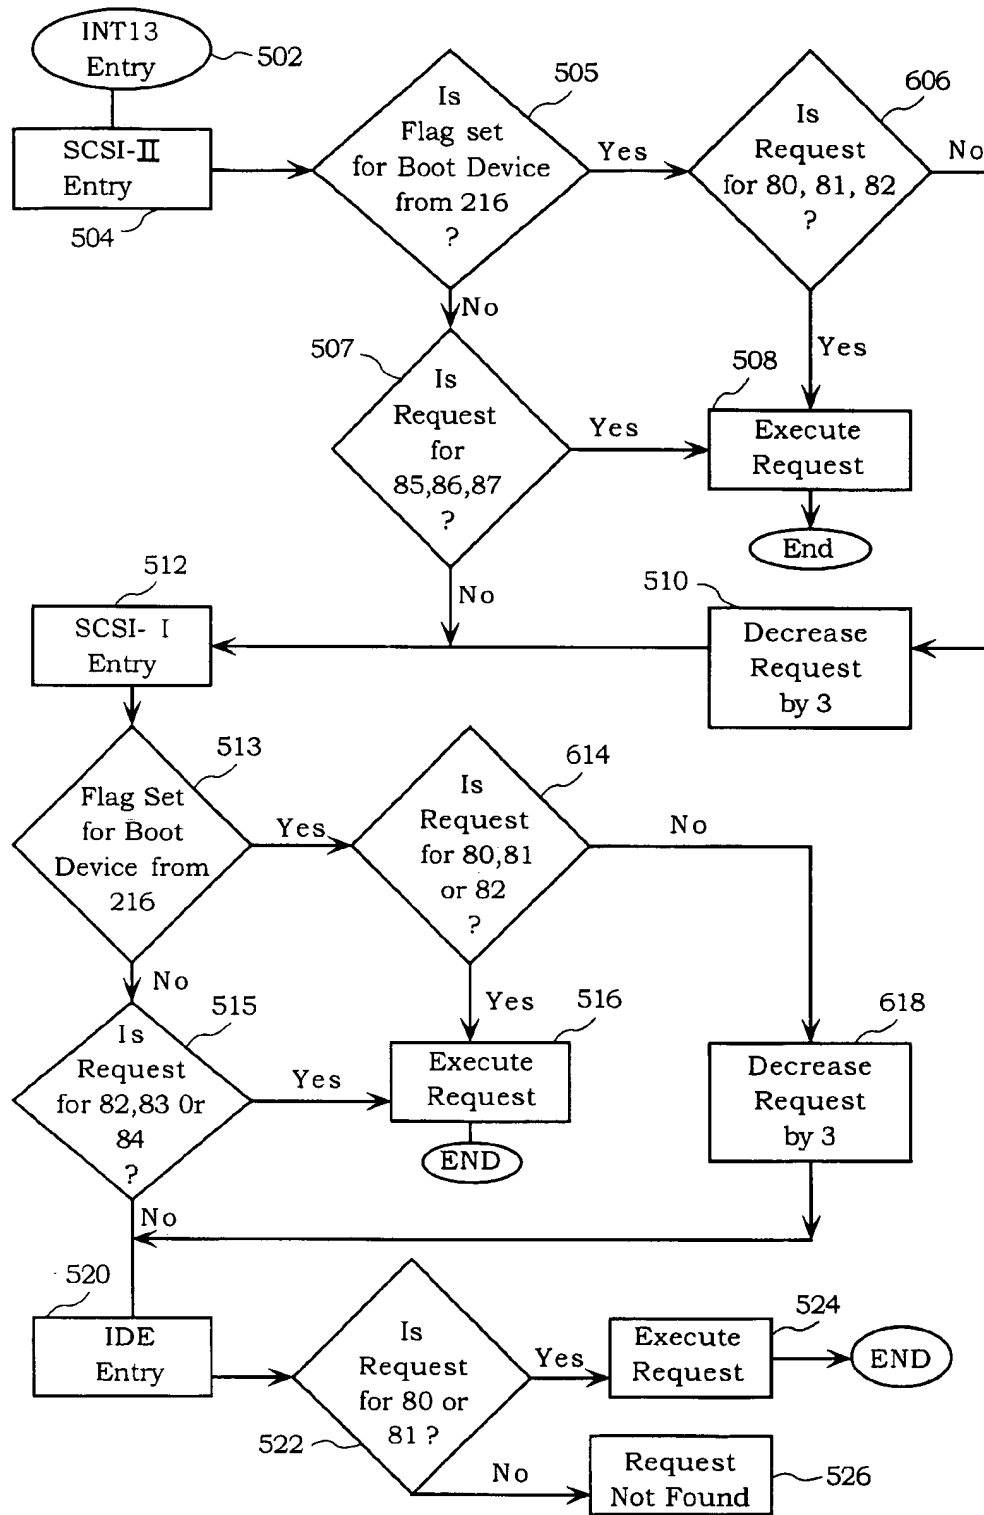 INT13
Entry
502
SCSI-II
Entry
504
Is
Flag set
for Boot Device
from 216
?
505
Yes
No
Is
Request
for 80, 81, 82
?
606
No
Yes
507
Is
Request
for
85,86,87
?
Yes
No
508
Execute
Request
End
512
SCSI- I
Entry
510
Decrease
Request
by 3
513
Flag Set
for Boot
Device from
216
Yes
No
614
Is
Request
for 80,81
or 82
?
No
Yes
515
Is
Request
for 82,83 0r
84
?
Yes
No
516
Execute
Request
END
618
Decrease
Request
by 3
520
IDE
Entry
522
Is
Request
for 80 or
81 ?
Yes
No
524
Execute
Request
END
Request
Not Found
526